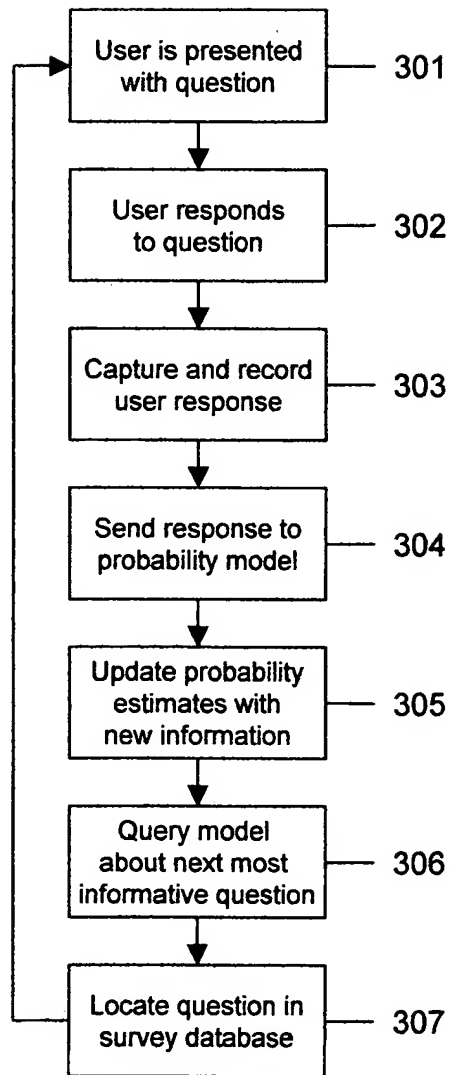 User is presented
with question
301
User responds
to question
302
Capture and record
user response
303
Send response to
probability model
304
Update probability
estimates with
new information
305
Query model
about next most
informative question
306
Locate question in
survey database
307